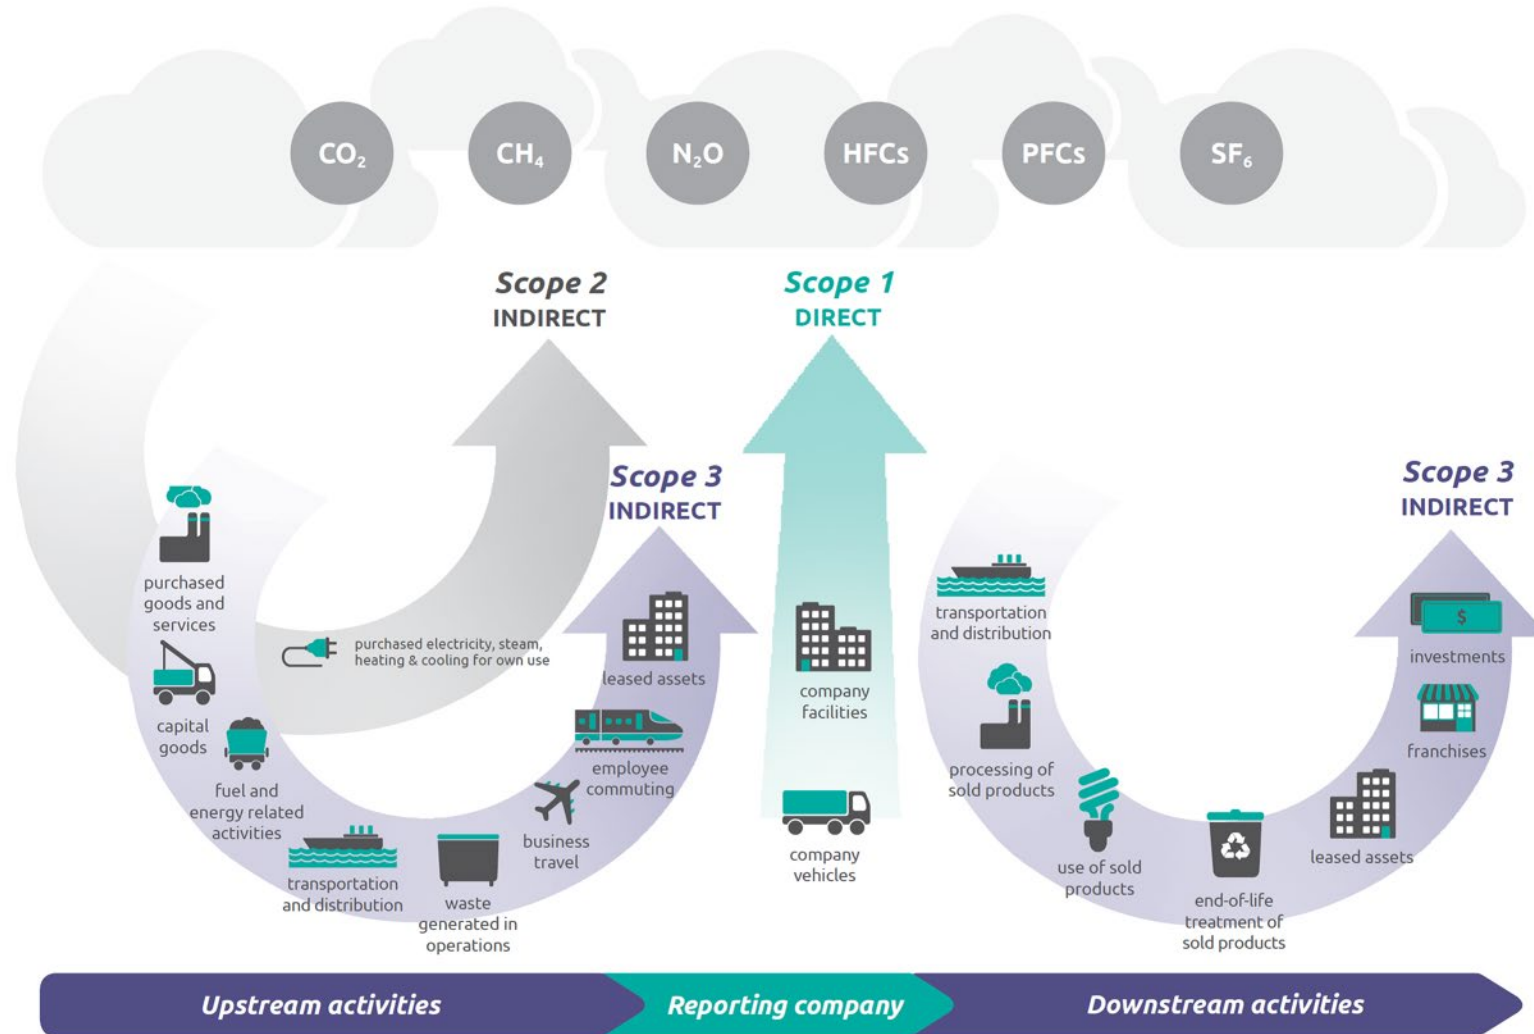 CO₂
CH₄
N₂O
HFCs
PFCs
SF₆
Scope 2
INDIRECT
Scope 1
DIRECT
Scope 3
INDIRECT
Scope 3
INDIRECT
purchased
goods and
services
capital
goods
fuel and
energy related
activities
transportation
and distribution
waste
generated in
operations
business
travel
employee
commuting
leased assets
purchased electricity, steam,
heating & cooling for own use
company
facilities
company
vehicles
transportation
and distribution
processing of
sold products
use of sold
products
end-of-life
treatment of
sold products
leased assets
franchises
investments
$
Upstream activities
Reporting company
Downstream activities